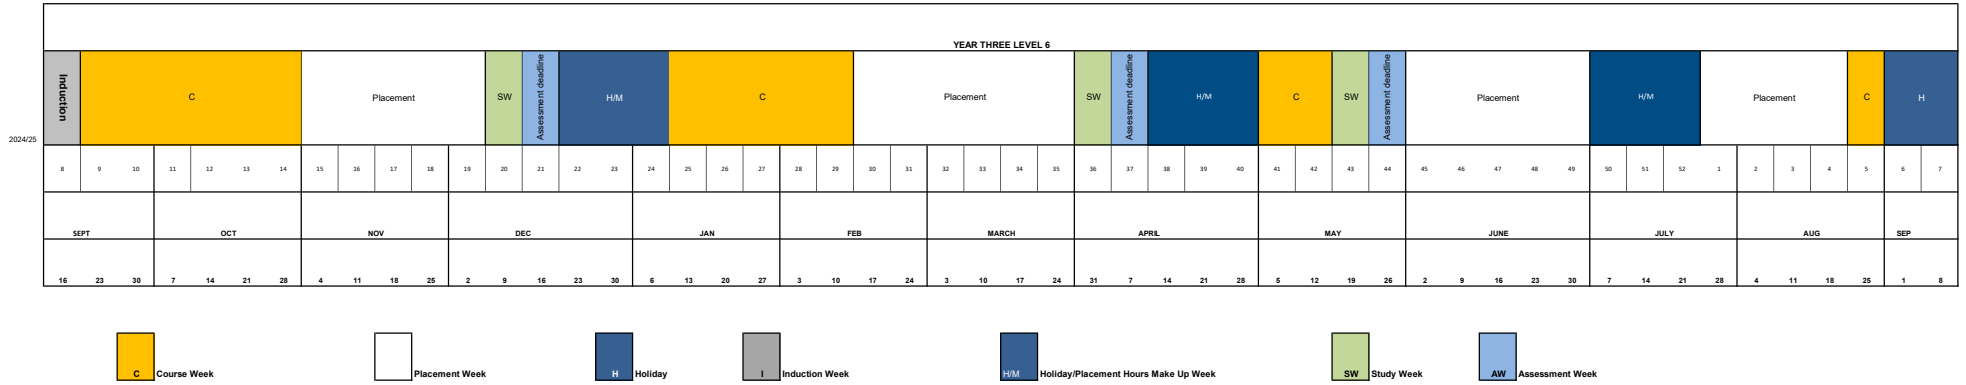 YEAR THREE LEVEL 6
2024/25
Induction C Placement SW Assessment deadline H/M C Placement SW Assessment deadline H/M C SW Assessment deadline Placement H/M Placement C H
8 9 10 11 12 13 14 15 16 17 18 19 20 21 22 23 24 25 26 27 28 29 30 31 32 33 34 35 36 37 38 39 40 41 42 43 44 45 46 47 48 49 50 51 52 1 2 3 4 5 6 7
SEPT OCT NOV DEC JAN FEB MARCH APRIL MAY JUNE JULY AUG SEP
16 23 30 7 14 21 28 4 11 18 25 2 9 16 23 30 6 13 20 27 3 10 17 24 3 10 17 24 31 7 14 21 28 5 12 19 26 2 9 16 23 30 7 14 21 28 4 11 18 25 1 8
C Course Week Placement Week H Holiday I Induction Week H/M Holiday/Placement Hours Make Up Week SW Study Week AW Assessment Week